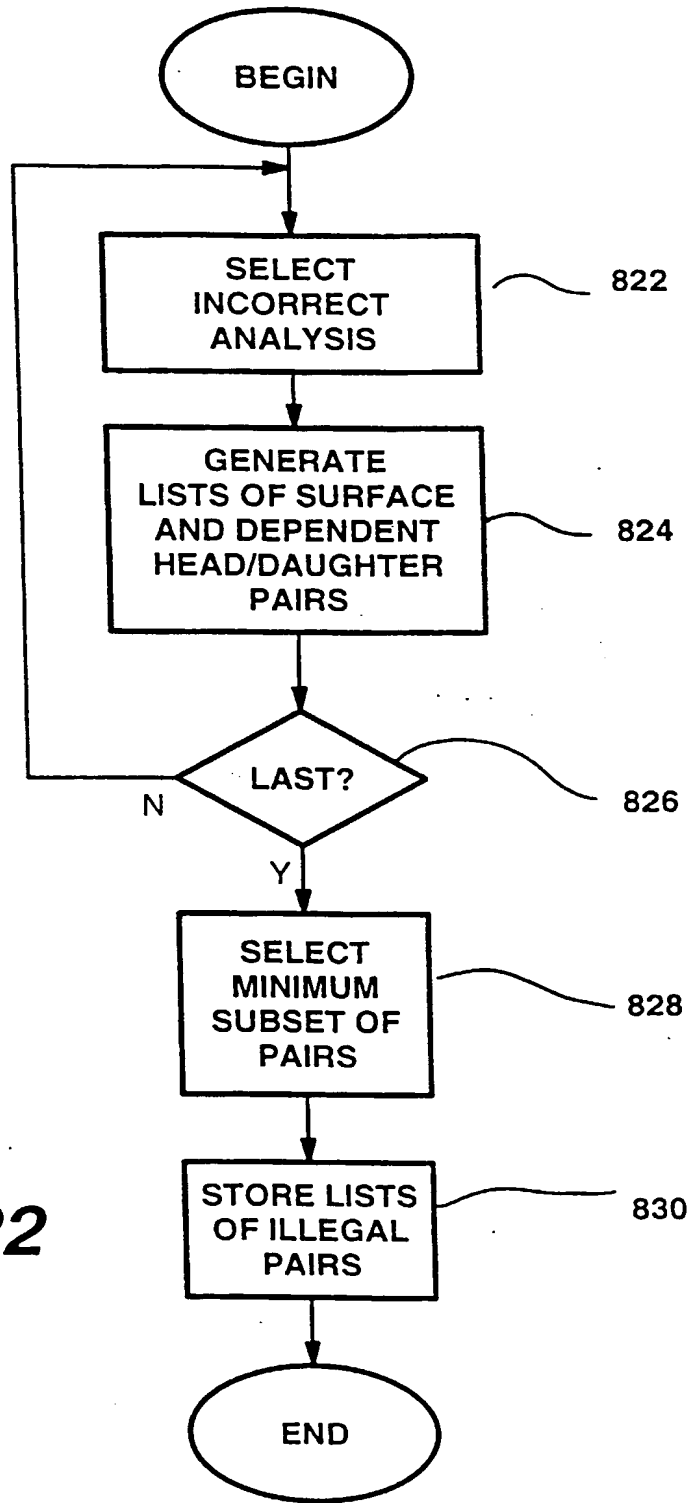 BEGIN
SELECT
INCORRECT
ANALYSIS
822
GENERATE
LISTS OF SURFACE
AND DEPENDENT
HEAD/DAUGHTER
PAIRS
824
LAST?
826
N
Y
SELECT
MINIMUM
SUBSET OF
PAIRS
828
STORE LISTS
OF ILLEGAL
PAIRS
830
END